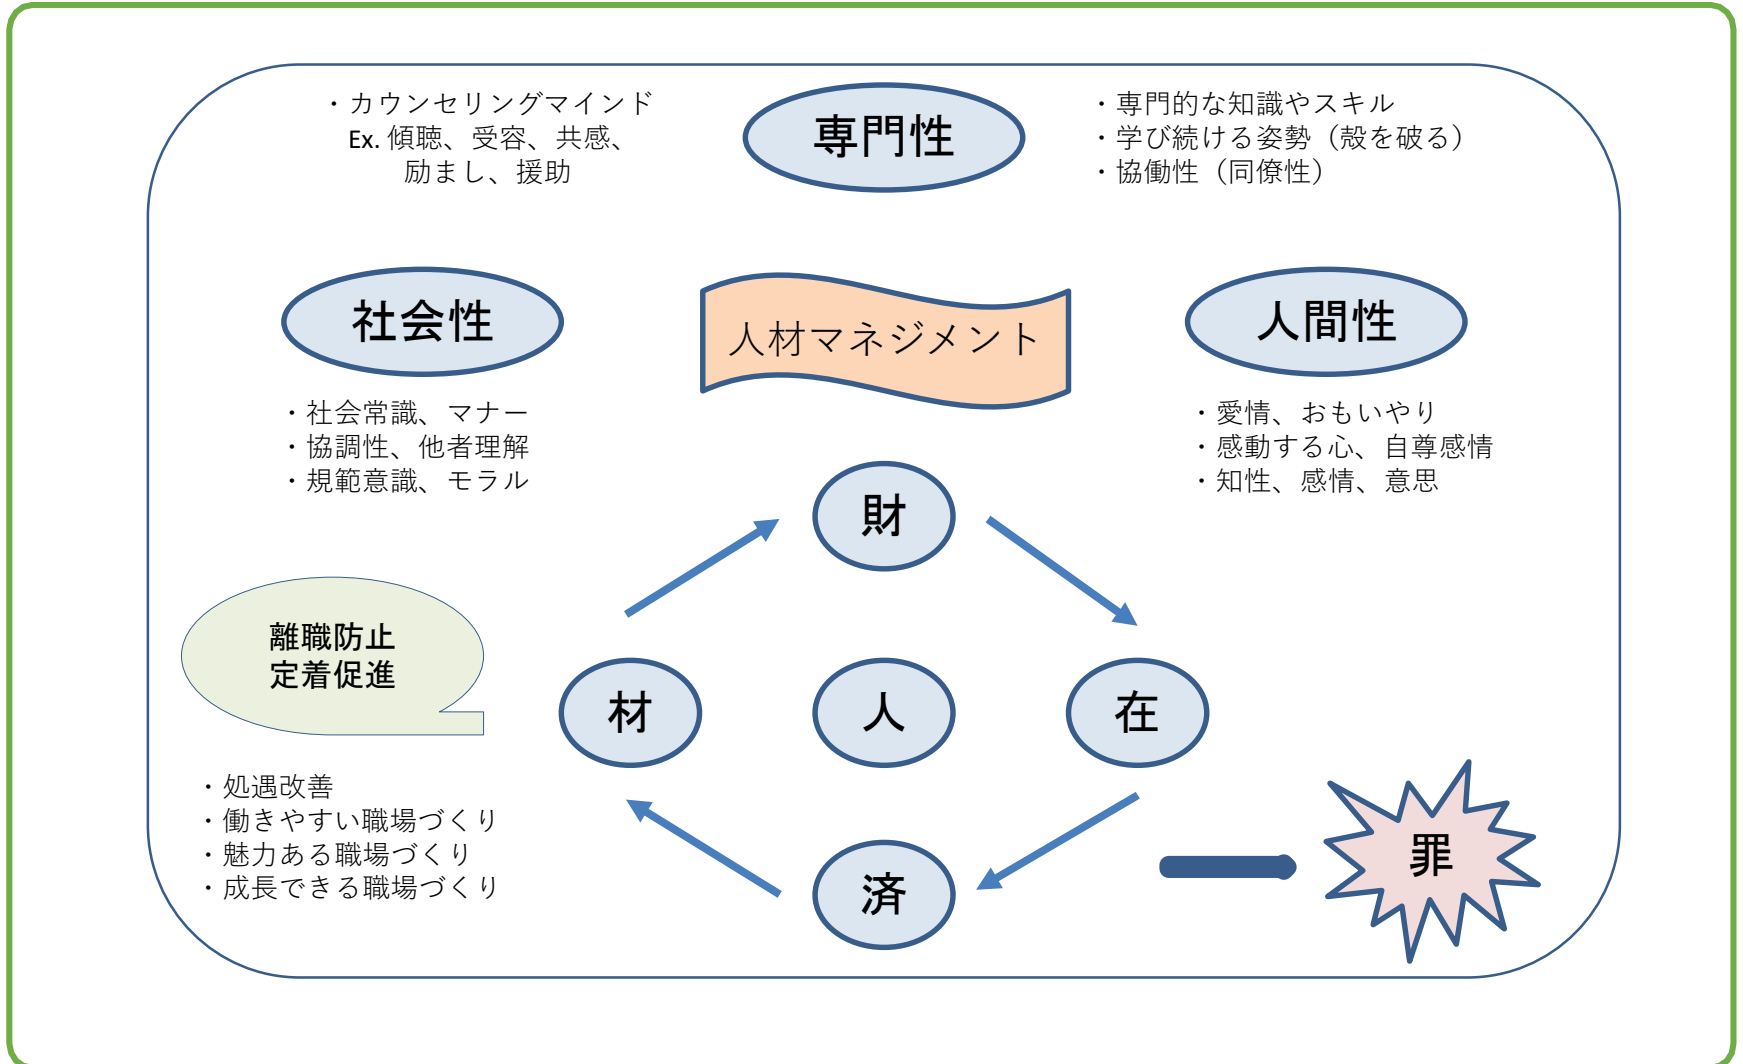 ・カウンセリングマインド
Ex. 傾聴、受容、共感、
励まし、援助
専門性
・専門的な知識やスキル
・学び続ける姿勢（殻を破る）
・協働性（同僚性）
社会性
人材マネジメント
人間性
・社会常識、マナー
・協調性、他者理解
・規範意識、モラル
・愛情、おもいやり
・感動する心、自尊感情
・知性、感情、意思
財
離職防止
定着促進
材
人
在
・処遇改善
・働きやすい職場づくり
・魅力ある職場づくり
・成長できる職場づくり
済
罪